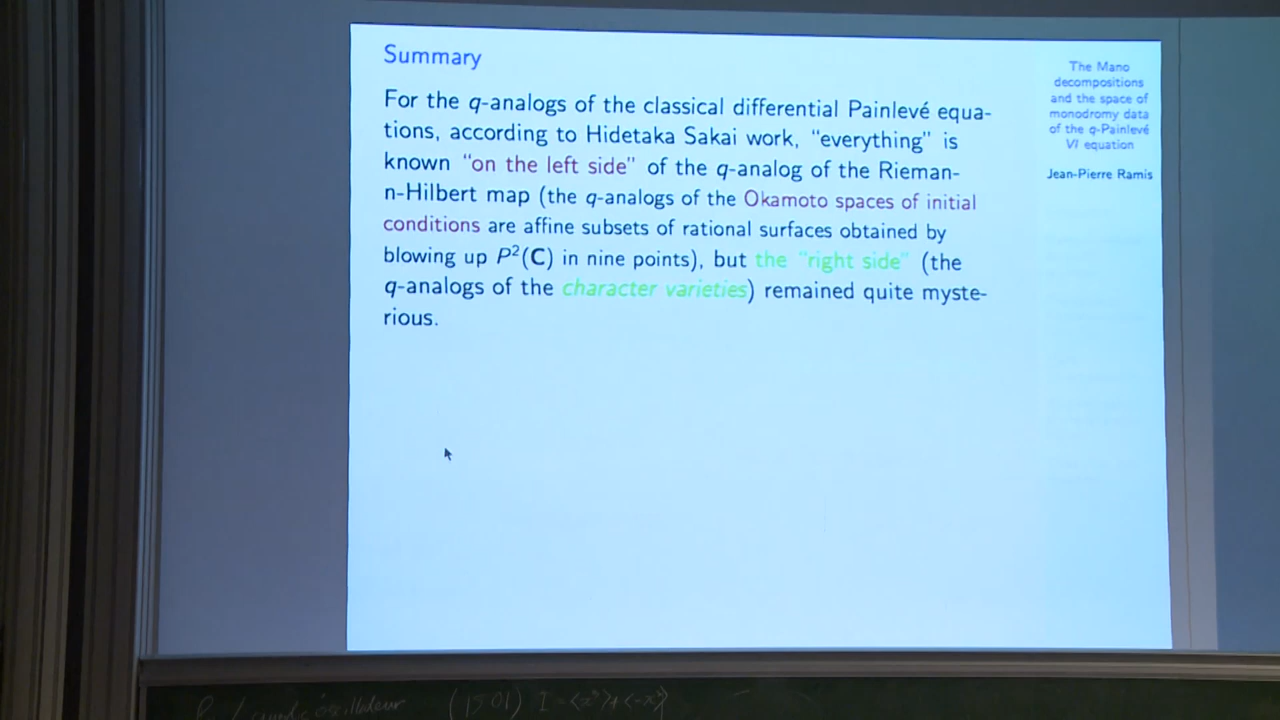 Summary
For the q-analogs of the classical differential Painlevé equa-
tions, according to Hidetaka Sakai work, “everything” is
known “on the left side” of the q-analog of the Rieman-
n-Hilbert map (the q-analogs of the Okamoto spaces of initial
conditions are affine subsets of rational surfaces obtained by
blowing up P²(C) in nine points), but the “right side” (the
q-analogs of the character varieties) remained quite myste-
rious.
The Mano
decompositions
and the space of
monodromy data
of the q-Painlevé
VI equation
Jean-Pierre Ramis
(1501) I =